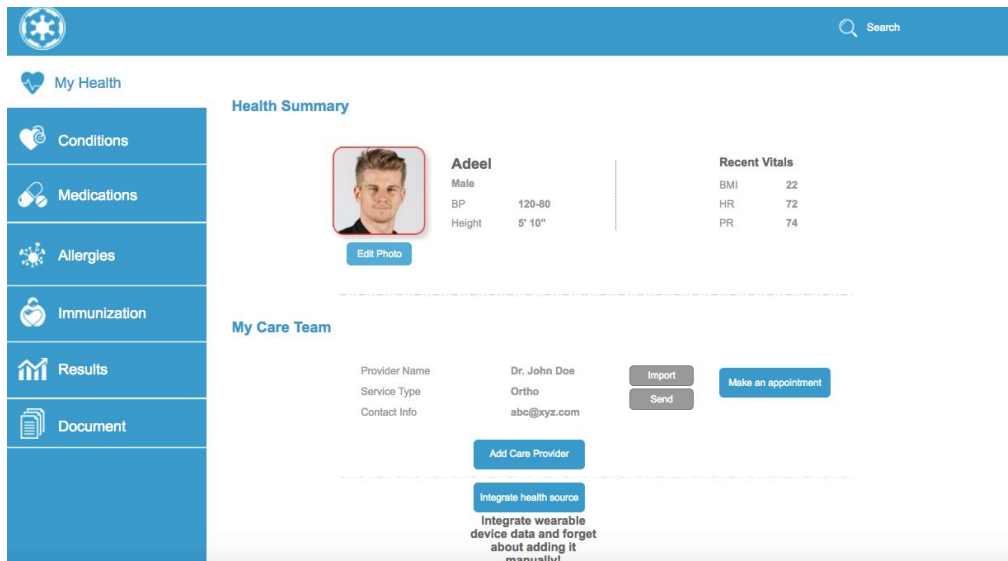 Search
My Health
Conditions
Medications
Allergies
Immunization
Results
Document
Health Summary
Adeel
Male
BP 120-80
Height 5' 10"
Edit Photo
Recent Vitals
BMI 22
HR 72
PR 74
My Care Team
Provider Name Dr. John Doe
Service Type Ortho
Contact Info abc@xyz.com
Import
Send
Make an appointment
Add Care Provider
Integrate health source
Integrate wearable
device data and forget
about adding it
manually!